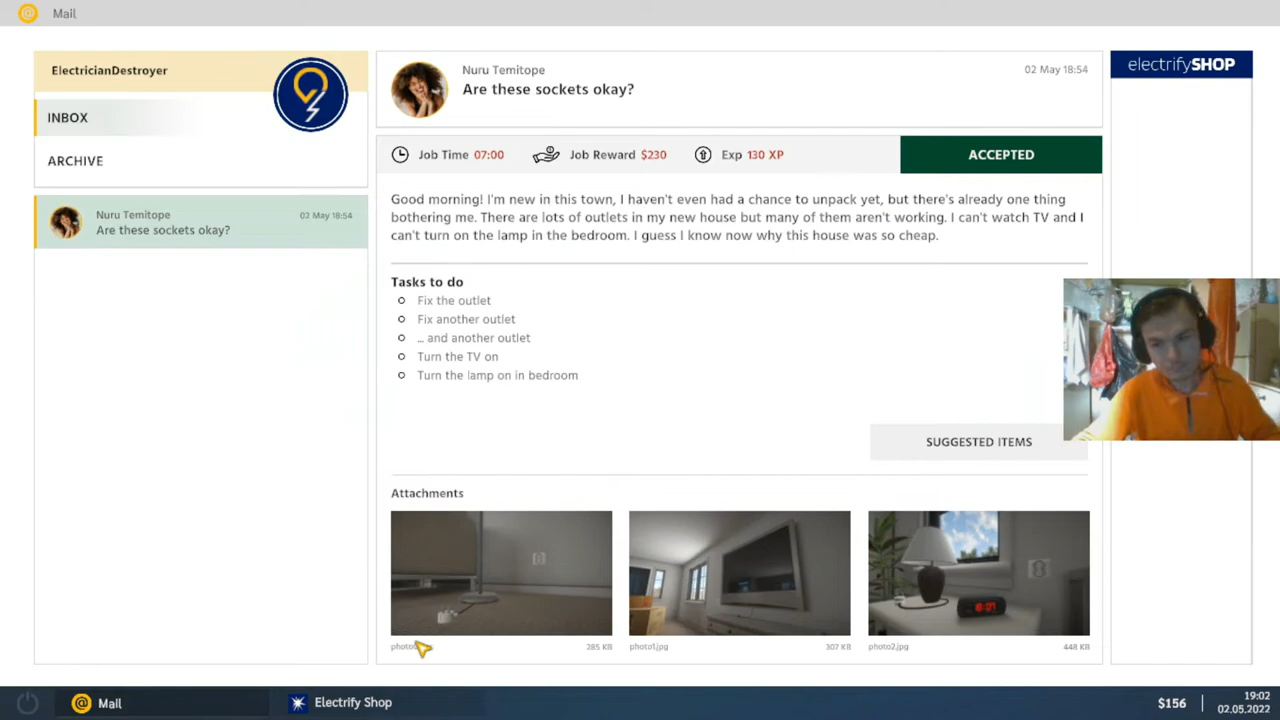 Mail
ElectricianDestroyer
INBOX
ARCHIVE
Nuru Temitope
02 May 18:54
Are these sockets okay?
Nuru Temitope
02 May 18:54
Are these sockets okay?
Job Time 07:00
Job Reward $230
Exp 130 XP
ACCEPTED
Good morning! I'm new in this town, I haven't even had a chance to unpack yet, but there's already one thing
bothering me. There are lots of outlets in my new house but many of them aren't working. I can't watch TV and I
can't turn on the lamp in the bedroom. I guess I know now why this house was so cheap.
Tasks to do
Fix the outlet
Fix another outlet
... and another outlet
Turn the TV on
Turn the lamp on in bedroom
SUGGESTED ITEMS
Attachments
285 KB
photo1.jpg
307 KB
photo2.jpg
448 KB
electrifySHOP
Mail
Electrify Shop
$156
19:02
02.05.2022